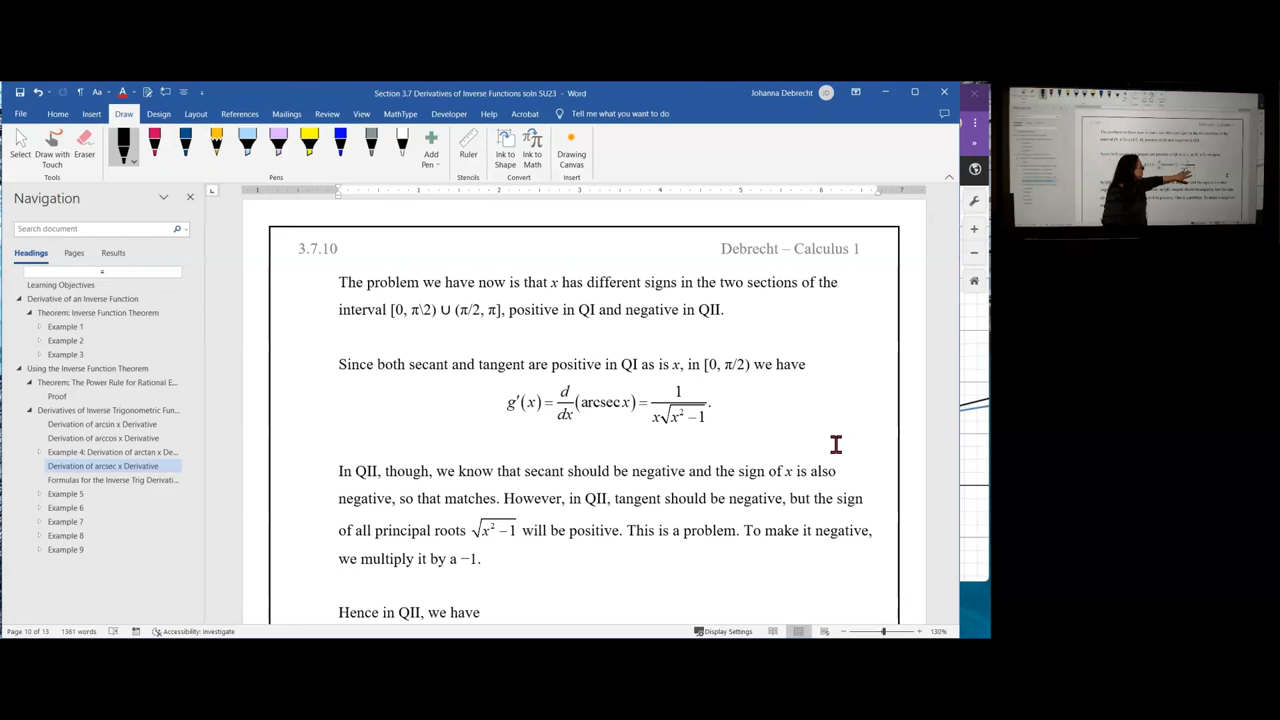 Section 3.7 Derivatives of Inverse Functions soln SU23 - Word
Johanna Debrecht
JD
File Home Insert Draw Design Layout References Mailings Review View MathType Developer Help Acrobat Tell me what you want to do
Select Draw with Touch Eraser
Add Pen Ruler Ink to Shape Ink to Math Drawing Canvas
Pens Stencils Convert Insert
Navigation
Search document
Headings Pages Results
Learning Objectives
Derivative of an Inverse Function
Theorem: Inverse Function Theorem
Example 1
Example 2
Example 3
Using the Inverse Function Theorem
Theorem: The Power Rule for Rational E...
Proof
Derivatives of Inverse Trigonometric Fun...
Derivation of arcsin x Derivative
Derivation of arccos x Derivative
Example 4: Derivation of arctan x De...
Derivation of arcsec x Derivative
Formulas for the Inverse Trig Derivati...
Example 5
Example 6
Example 7
Example 8
Example 9
1 1 2 3 4 5 6 7
3.7.10 Debrecht – Calculus 1
The problem we have now is that x has different signs in the two sections of the
interval [0, π\2) ∪ (π/2, π], positive in QI and negative in QII.
Since both secant and tangent are positive in QI as is x, in [0, π/2) we have
g′(x) = d/dx (arcsec x) = 1/(x√(x² − 1)).
In QII, though, we know that secant should be negative and the sign of x is also
negative, so that matches. However, in QII, tangent should be negative, but the sign
of all principal roots √(x² − 1) will be positive. This is a problem. To make it negative,
we multiply it by a −1.
Hence in QII, we have
Page 10 of 13 1361 words Accessibility: Investigate Display Settings 130%